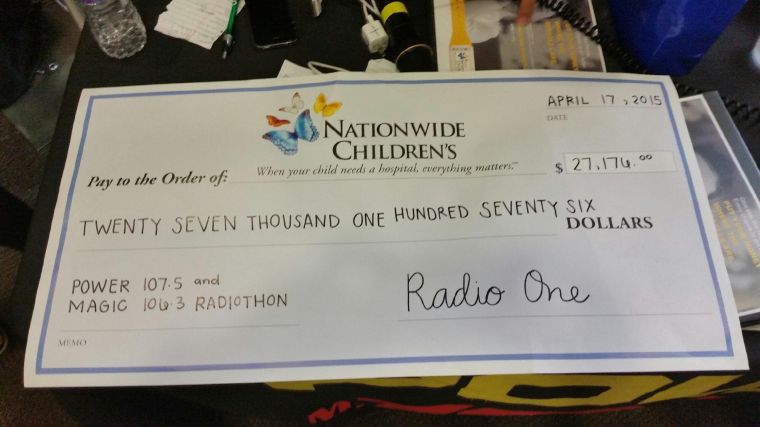 APRIL 17, 2015
DATE
NATIONWIDE
CHILDREN'S
When your child needs a hospital, everything matters.℠
Pay to the Order of:
$ 27,176.00
TWENTY SEVEN THOUSAND ONE HUNDRED SEVENTY SIX
DOLLARS
POWER 107.5 and
MAGIC 106.3 RADIOTHON
Radio One
MEMO